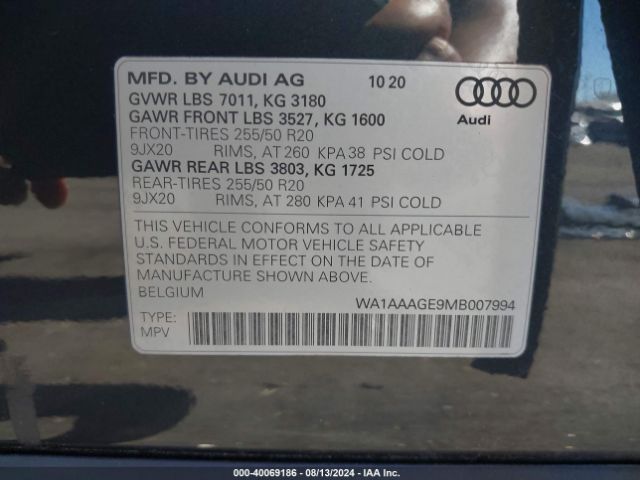 MFD. BY AUDI AG 10 20
GVWR LBS 7011, KG 3180
GAWR FRONT LBS 3527, KG 1600
FRONT-TIRES 255/50 R20
9JX20 RIMS, AT 260 KPA 38 PSI COLD
GAWR REAR LBS 3803, KG 1725
REAR-TIRES 255/50 R20
9JX20 RIMS, AT 280 KPA 41 PSI COLD
Audi
THIS VEHICLE CONFORMS TO ALL APPLICABLE
U.S. FEDERAL MOTOR VEHICLE SAFETY
STANDARDS IN EFFECT ON THE DATE OF
MANUFACTURE SHOWN ABOVE.
BELGIUM
WA1AAAGE9MB007994
TYPE:
MPV
000-40069186 - 08/13/2024 - IAA Inc.